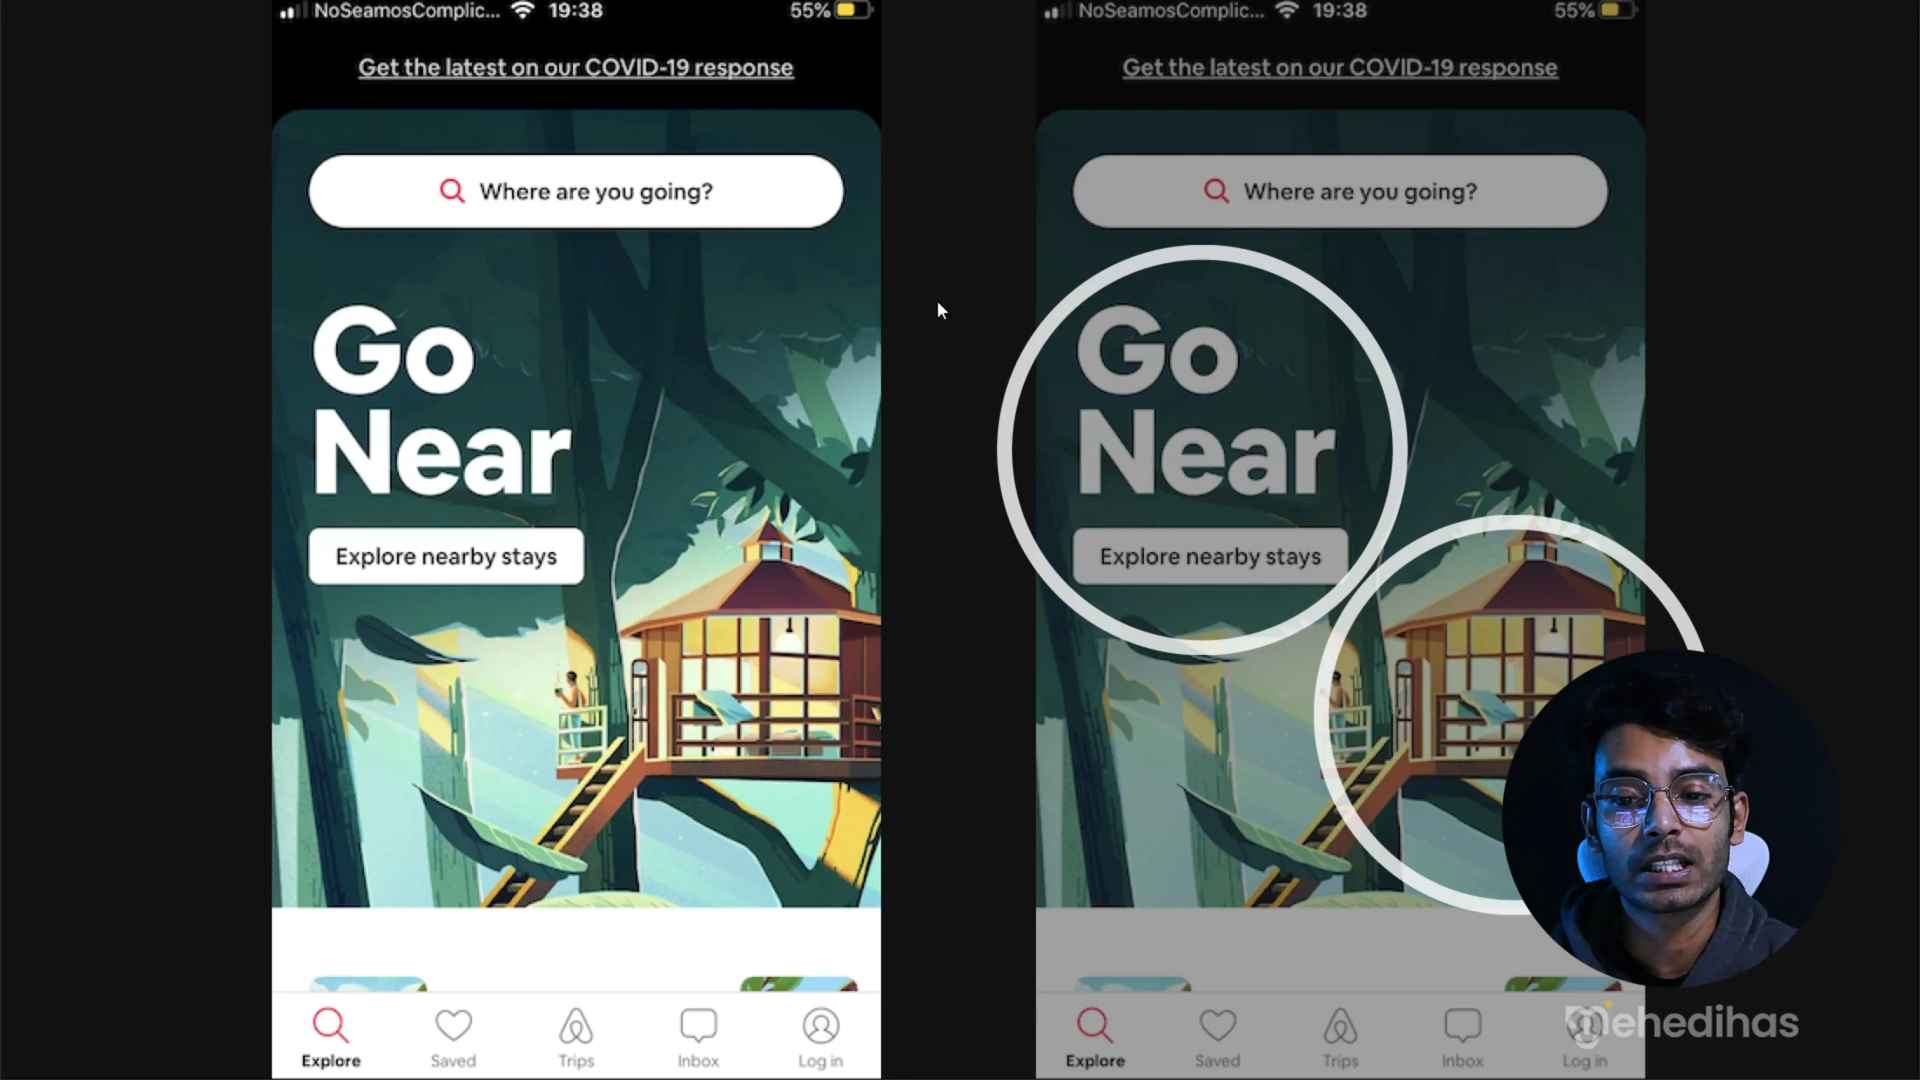 NoSeamosComplic... 19:38 55%
Get the latest on our COVID-19 response
Where are you going?
Go
Near
Explore nearby stays
Explore Saved Trips Inbox Log in
NoSeamosComplic... 19:38 55%
Get the latest on our COVID-19 response
Where are you going?
Go
Near
Explore nearby stays
Explore Saved Trips Inbox Log in
mehedihas